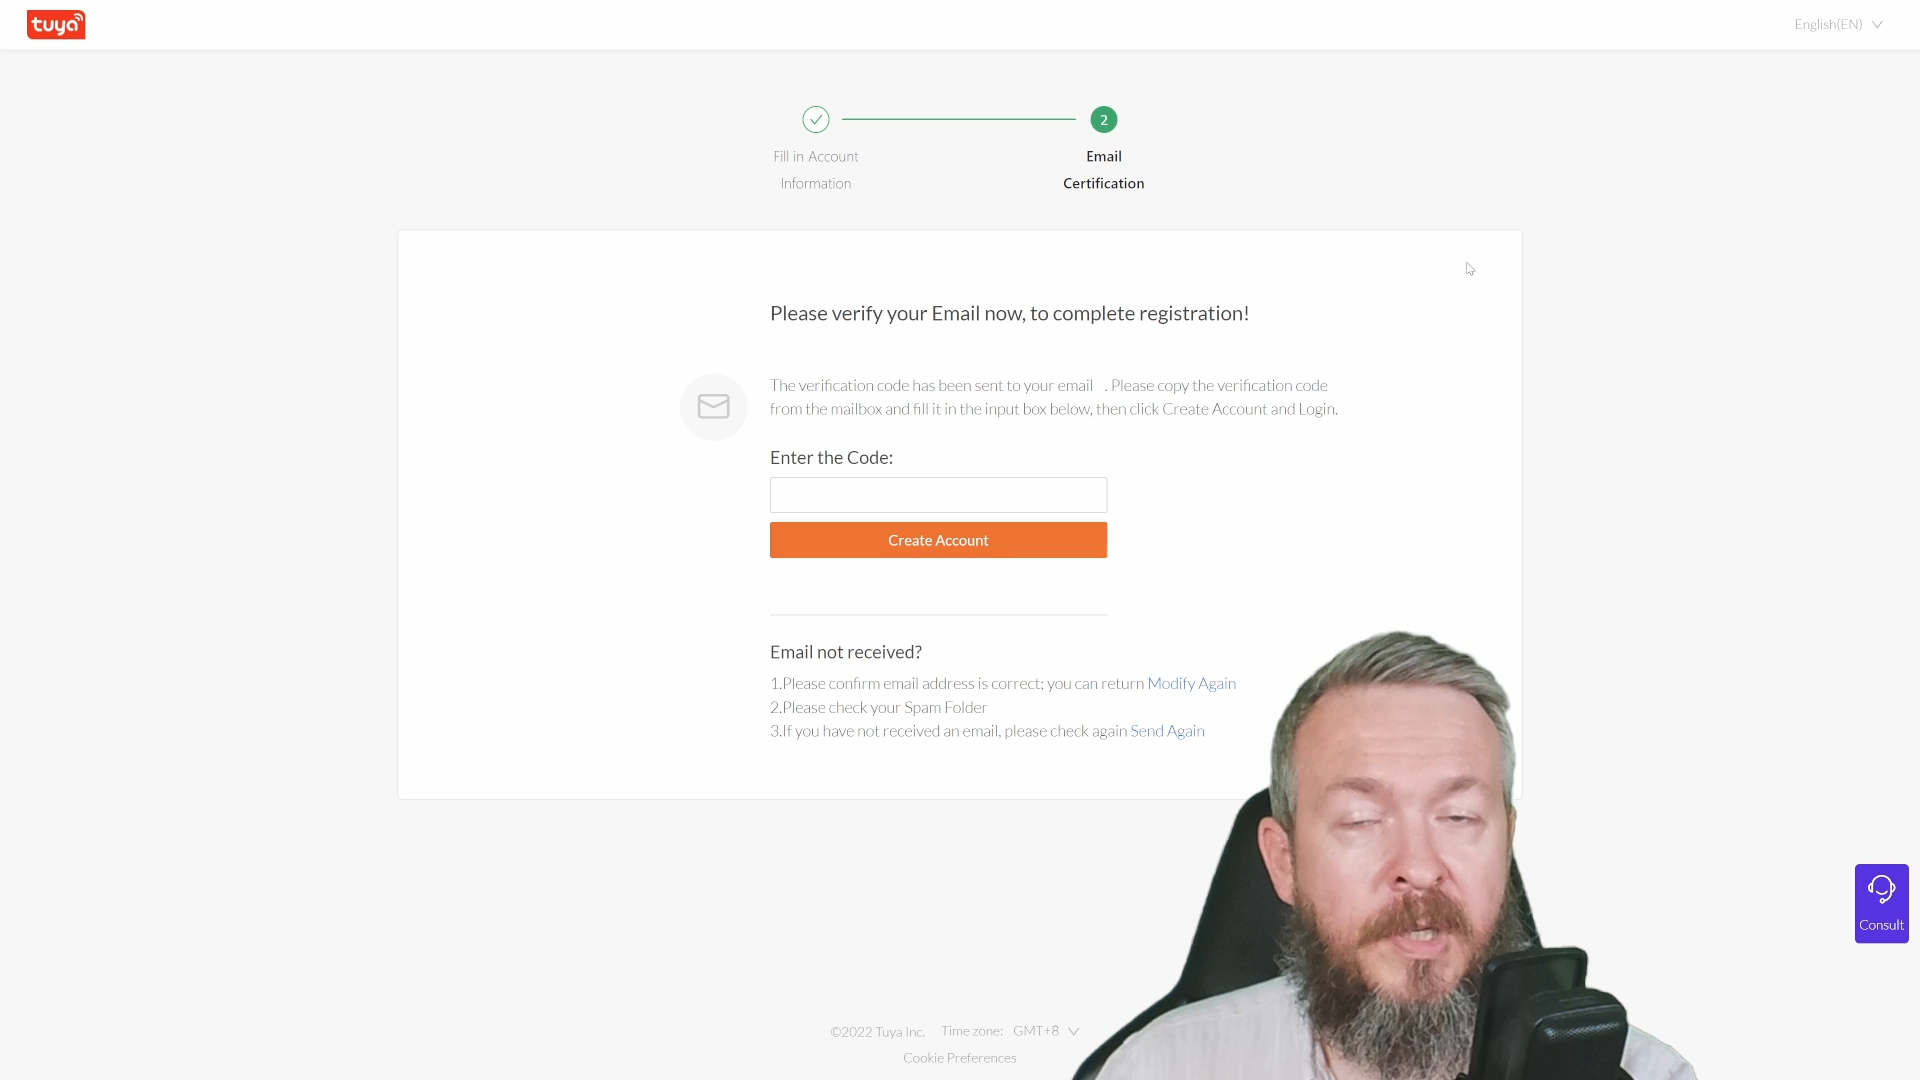 tuya
English(EN)
2
Fill in Account
Information
Email
Certification
Please verify your Email now, to complete registration!
The verification code has been sent to your email . Please copy the verification code
from the mailbox and fill it in the input box below, then click Create Account and Login.
Enter the Code:
Create Account
Email not received?
1.Please confirm email address is correct; you can return Modify Again
2.Please check your Spam Folder
3.If you have not received an email, please check again Send Again
Consult
©2022 Tuya Inc. Time zone: GMT+8
Cookie Preferences